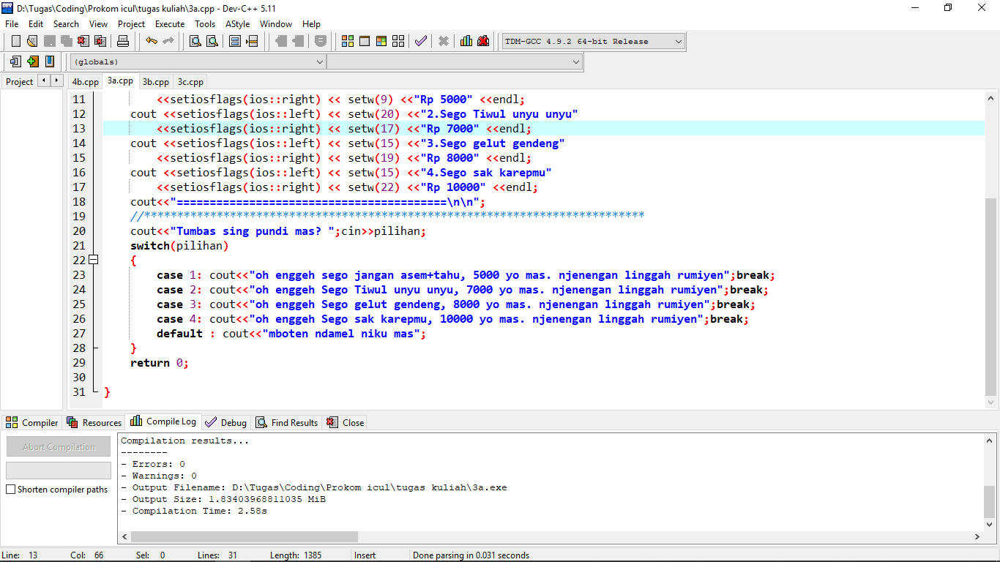 D:\Tugas\Coding\Prokom icul\tugas kuliah\3a.cpp - Dev-C++ 5.11
File Edit Search View Project Execute Tools AStyle Window Help
TDM-GCC 4.9.2 64-bit Release
(globals)
Project 4b.cpp 3a.cpp 3b.cpp 3c.cpp
11 <<setiosflags(ios::right) << setw(9) <<"Rp 5000" <<endl;
12 cout <<setiosflags(ios::left) << setw(20) <<"2.Sego Tiwul unyu unyu"
13 <<setiosflags(ios::right) << setw(17) <<"Rp 7000" <<endl;
14 cout <<setiosflags(ios::left) << setw(15) <<"3.Sego gelut gendeng"
15 <<setiosflags(ios::right) << setw(19) <<"Rp 8000" <<endl;
16 cout <<setiosflags(ios::left) << setw(15) <<"4.Sego sak karepmu"
17 <<setiosflags(ios::right) << setw(22) <<"Rp 10000" <<endl;
18 cout<<"=========================================\n\n";
19 //****************************************************************************
20 cout<<"Tumbas sing pundi mas? ";cin>>pilihan;
21 switch(pilihan)
22 {
23 case 1: cout<<"oh enggeh sego jangan asem+tahu, 5000 yo mas. njenengan linggah rumiyen";break;
24 case 2: cout<<"oh enggeh Sego Tiwul unyu unyu, 7000 yo mas. njenengan linggah rumiyen";break;
25 case 3: cout<<"oh enggeh Sego gelut gendeng, 8000 yo mas. njenengan linggah rumiyen";break;
26 case 4: cout<<"oh enggeh Sego sak karepmu, 10000 yo mas. njenengan linggah rumiyen";break;
27 default : cout<<"mboten ndamel niku mas";
28 }
29 return 0;
30
31 }
Compiler Resources Compile Log Debug Find Results Close
Abort Compilation
Shorten compiler paths
Compilation results...
--------
- Errors: 0
- Warnings: 0
- Output Filename: D:\Tugas\Coding\Prokom icul\tugas kuliah\3a.exe
- Output Size: 1.83403968811035 MiB
- Compilation Time: 2.58s
Line: 13 Col: 66 Sel: 0 Lines: 31 Length: 1385 Insert Done parsing in 0.031 seconds